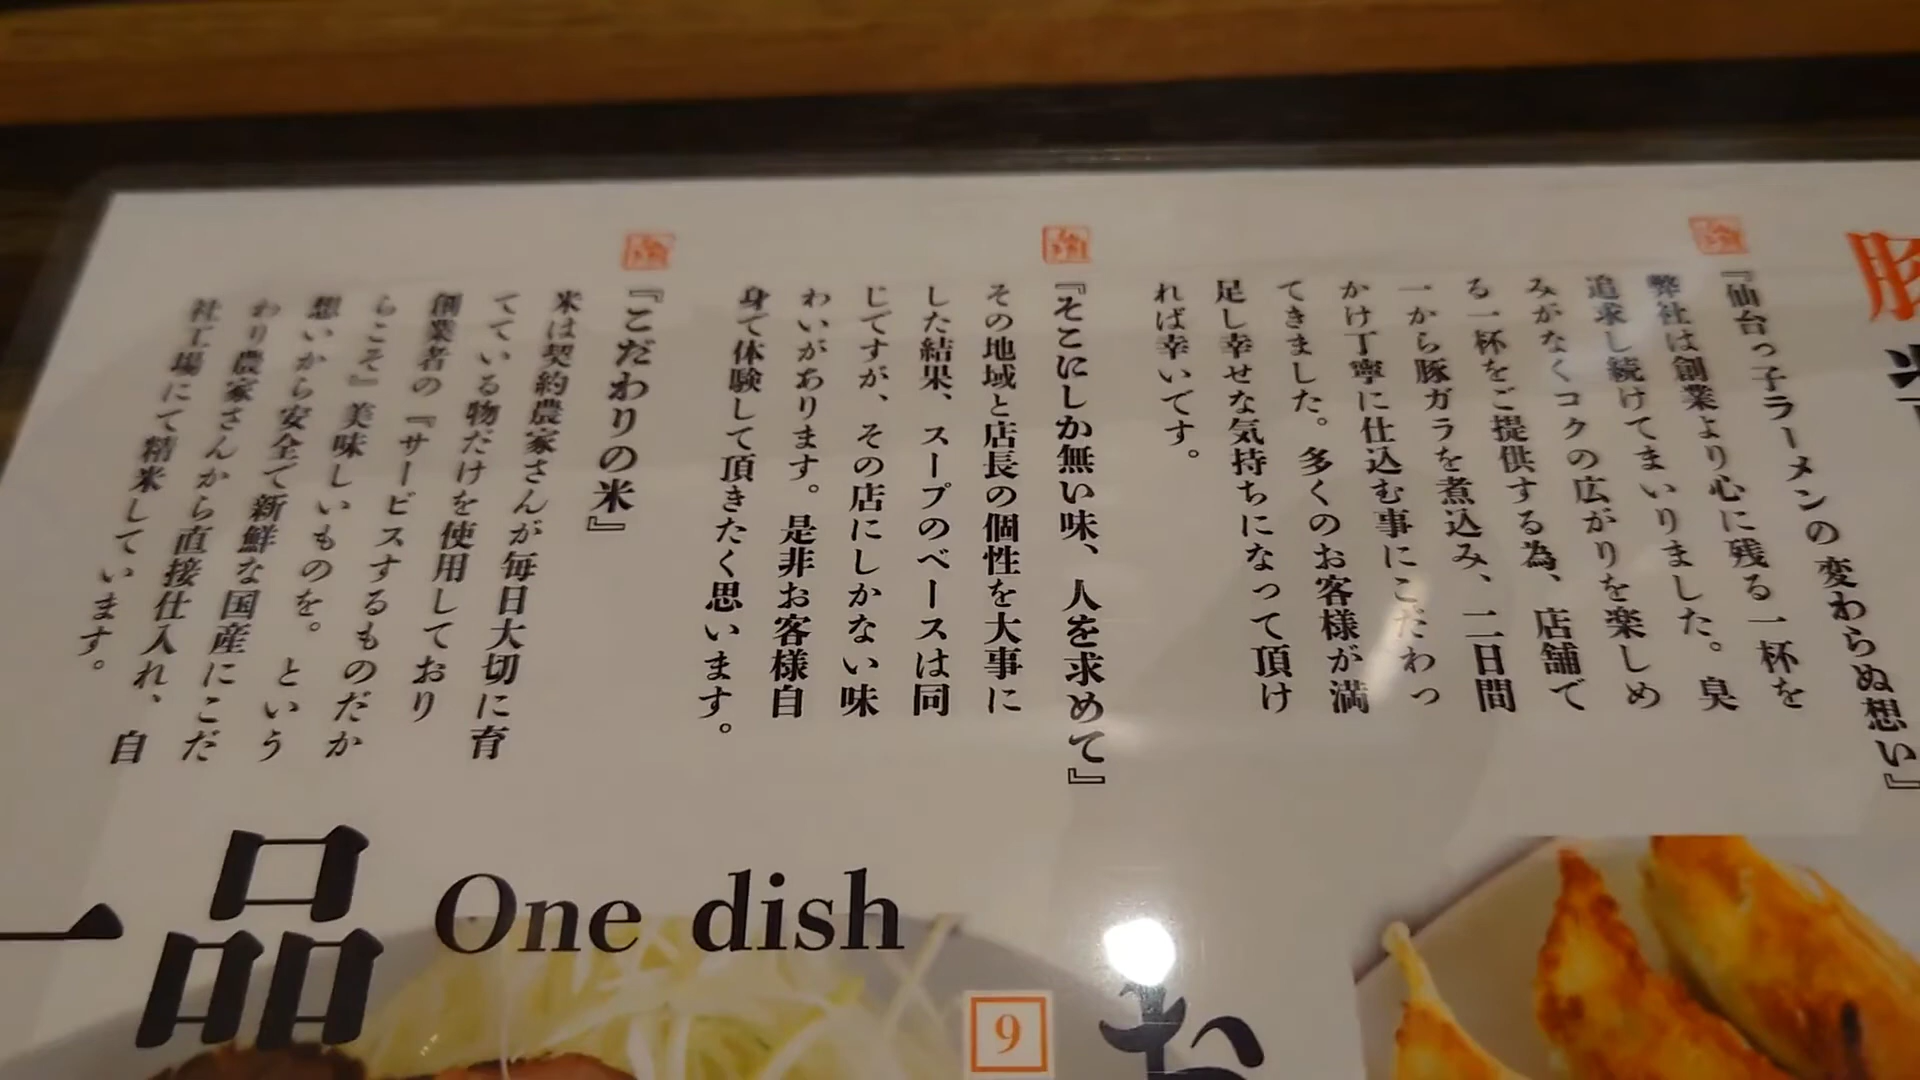 『仙台っ子ラーメンの変わらぬ想い』
弊社は創業より心に残る一杯を
追求し続けてまいりました。臭
みがなくコクの広がりを楽しめ
る一杯をご提供する為、店舗で
一から豚ガラを煮込み、二日間
かけ丁寧に仕込む事にこだわっ
てきました。多くのお客様が満
足し幸せな気持ちになって頂け
れば幸いです。
『そこにしか無い味、人を求めて』
その地域と店長の個性を大事に
した結果、スープのベースは同
じですが、その店にしかない味
わいがあります。是非お客様自
身で体験して頂きたく思います。
『こだわりの米』
米は契約農家さんが毎日大切に育
てている物だけを使用しており
創業者の『サービスするものだか
らこそ』美味しいものを。という
想いから安全で新鮮な国産にこだ
わり農家さんから直接仕入れ、自
社工場にて精米しています。
一品 One dish
9
お